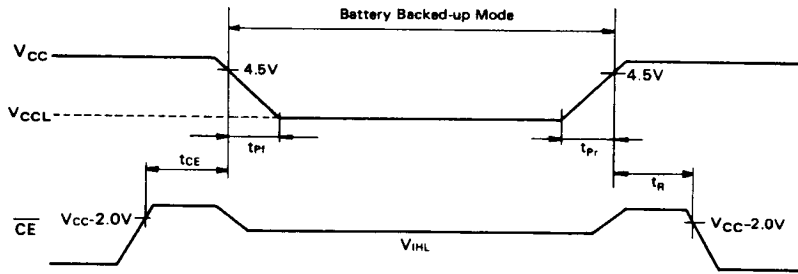 Battery Backed-up Mode
VCC
4.5V
4.5V
VCCL
tPf
tPr
tCE
tR
CE
VCC-2.0V
VIHL
VCC-2.0V